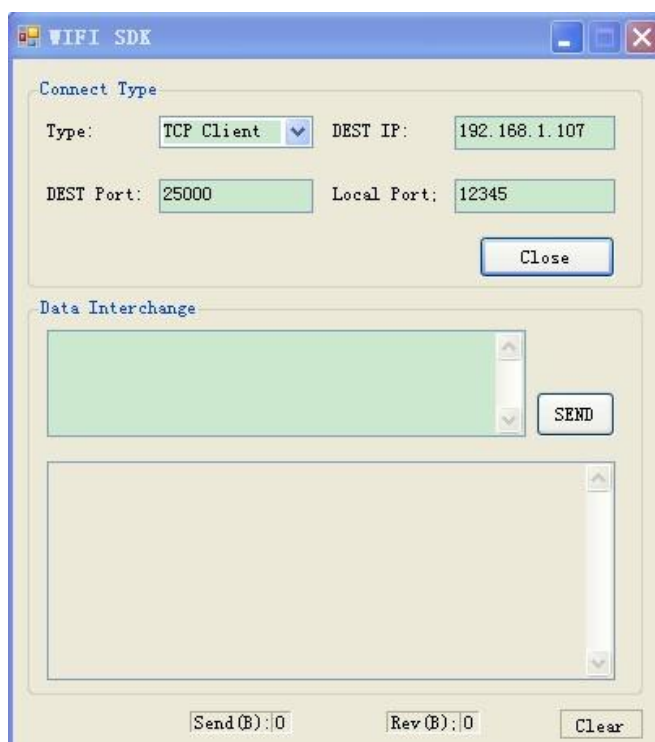 WIFI SDK
Connect Type
Type: TCP Client DEST IP: 192.168.1.107
DEST Port: 25000 Local Port: 12345
Close
Data Interchange
SEND
Send(B): 0 Rev(B): 0 Clear